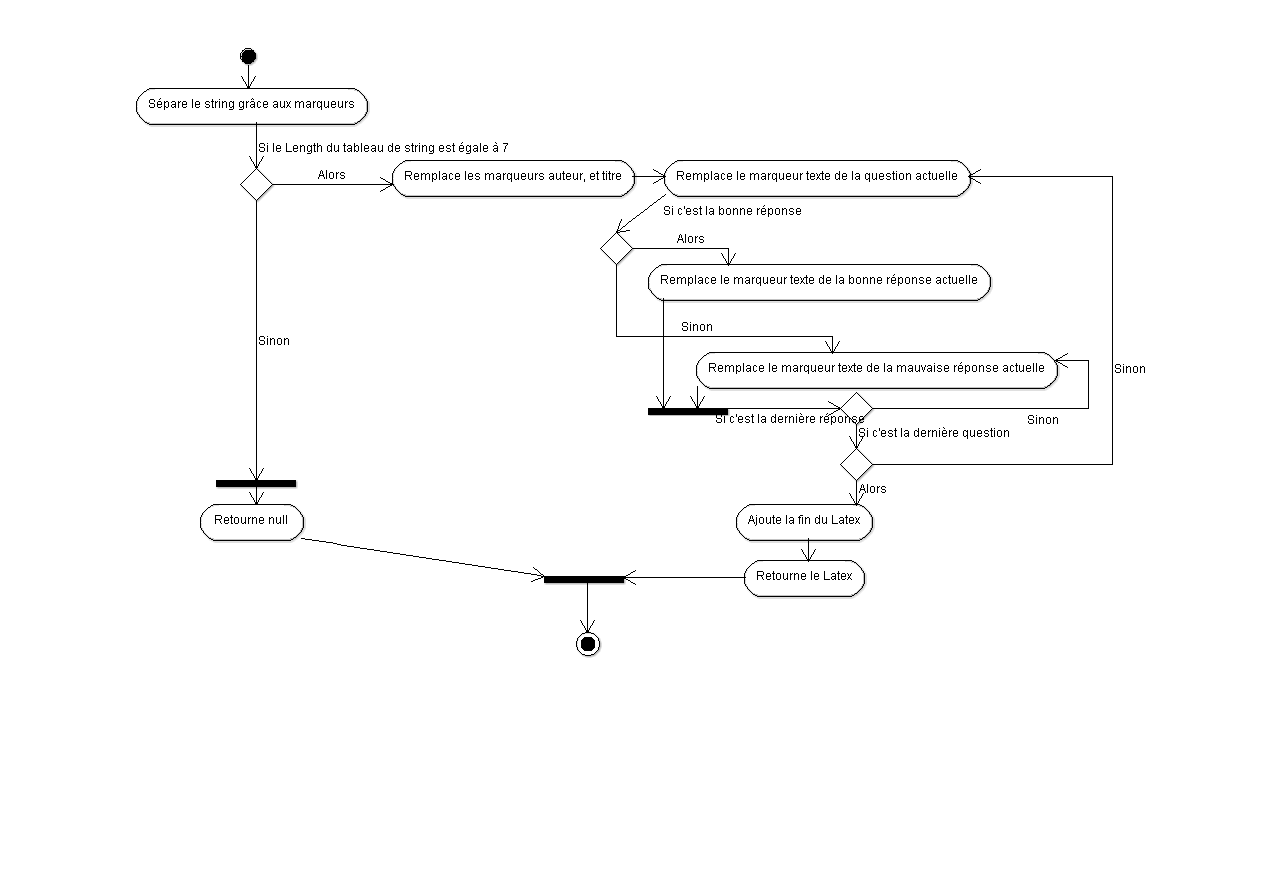 Sépare le string grâce aux marqueurs
Si le Length du tableau de string est égale à 7
Alors
Remplace les marqueurs auteur, et titre
Remplace le marqueur texte de la question actuelle
Si c'est la bonne réponse
Alors
Remplace le marqueur texte de la bonne réponse actuelle
Sinon
Sinon
Remplace le marqueur texte de la mauvaise réponse actuelle
Sinon
Si c'est la dernière réponse
Sinon
Si c'est la dernière question
Alors
Retourne null
Ajoute la fin du Latex
Retourne le Latex